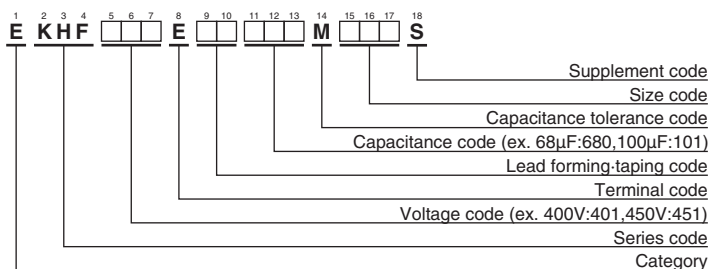 1 2 3 4 5 6 7 8 9 10 11 12 13 14 15 16 17 18
E K H F E M S
Supplement code
Size code
Capacitance tolerance code
Capacitance code (ex. 68μF:680,100μF:101)
Lead forming·taping code
Terminal code
Voltage code (ex. 400V:401,450V:451)
Series code
Category